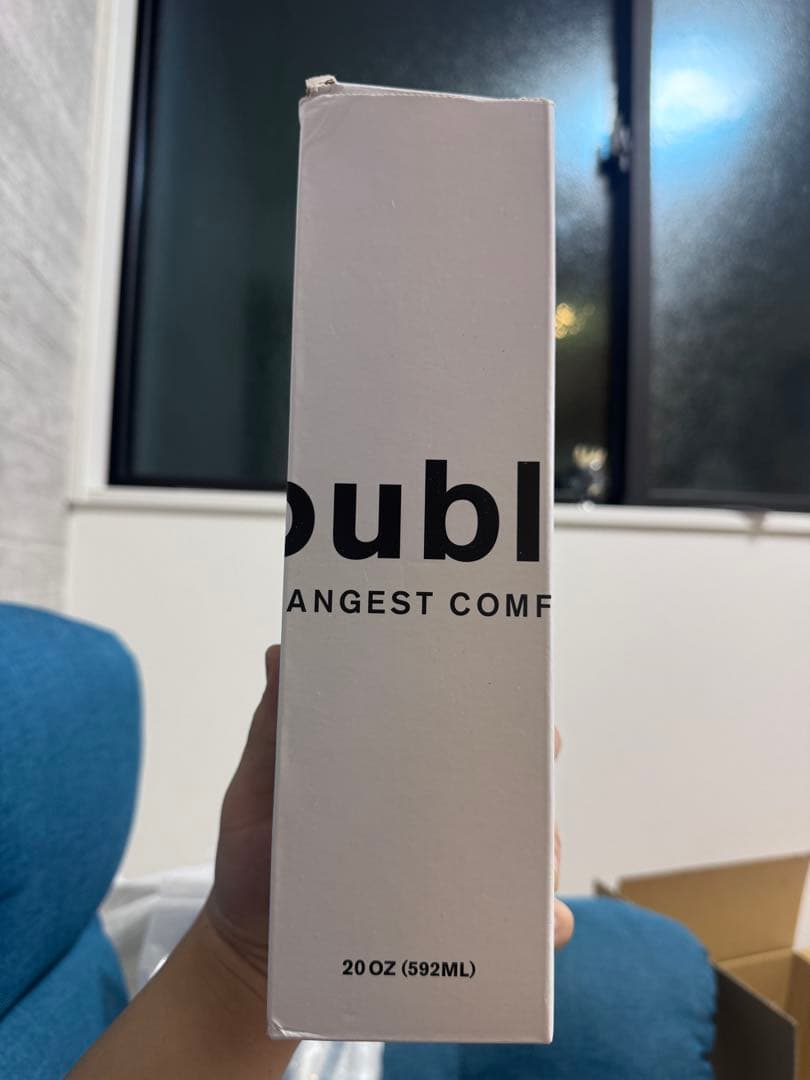 oubl
ANGEST COMF
20 OZ (592ML)